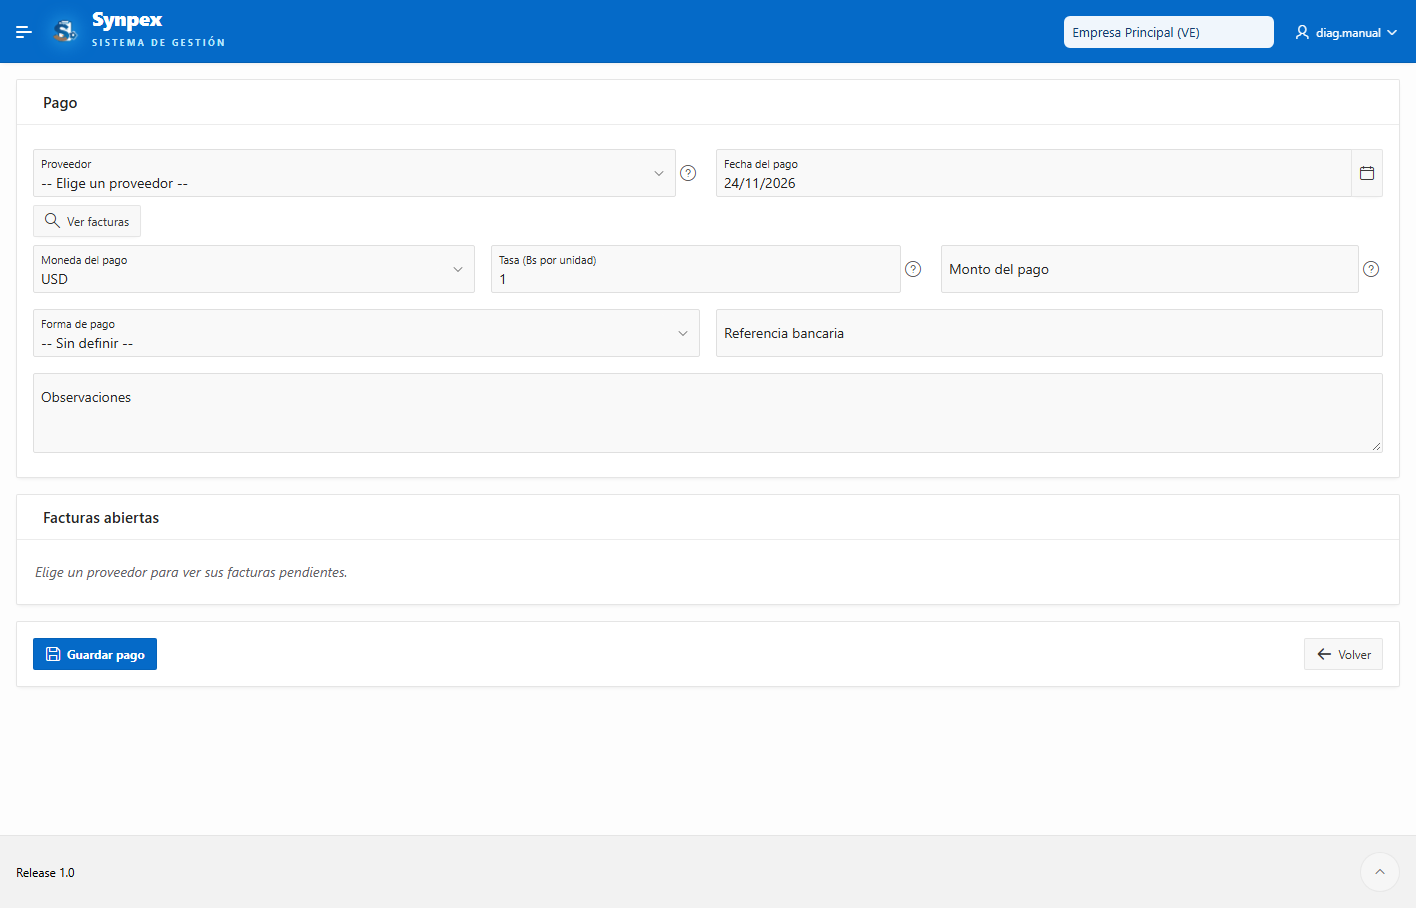 Synpex
SISTEMA DE GESTIÓN
Empresa Principal (VE)
diag.manual
Pago
Proveedor
-- Elige un proveedor --
Fecha del pago
24/11/2026
Ver facturas
Moneda del pago
USD
Tasa (Bs por unidad)
1
Monto del pago
Forma de pago
-- Sin definir --
Referencia bancaria
Observaciones
Facturas abiertas
Elige un proveedor para ver sus facturas pendientes.
Guardar pago
Volver
Release 1.0